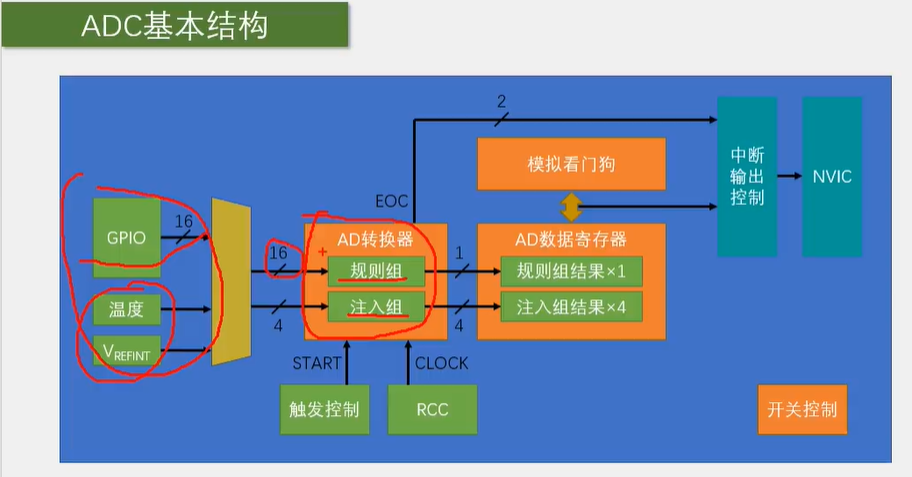 ADC基本结构
2
模拟看门狗
中断
输出
控制
NVIC
EOC
GPIO
16
16
AD转换器
规则组
1
AD数据寄存器
规则组结果×1
温度
4
注入组
4
注入组结果×4
VREFINT
START
CLOCK
触发控制
RCC
开关控制